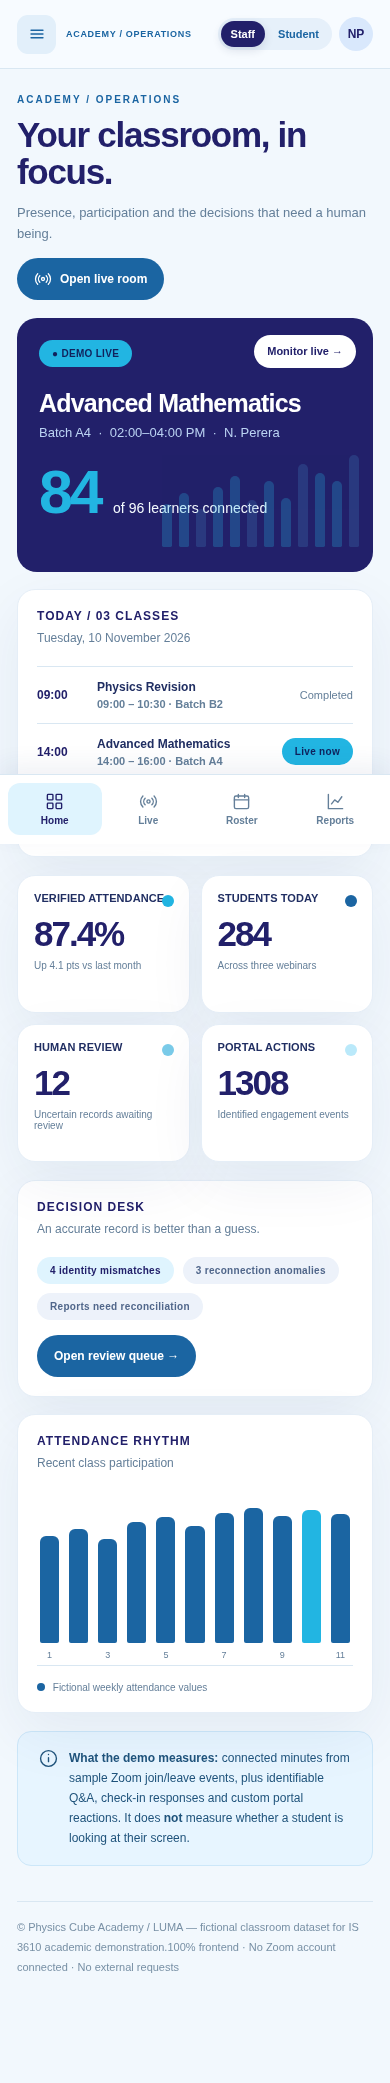 ACADEMY / OPERATIONS
Staff
Student
NP
ACADEMY / OPERATIONS
Your classroom, in
focus.
Presence, participation and the decisions that need a human
being.
Open live room
● DEMO LIVE
Monitor live →
Advanced Mathematics
Batch A4 · 02:00–04:00 PM · N. Perera
84 of 96 learners connected
TODAY / 03 CLASSES
Tuesday, 10 November 2026
09:00
Physics Revision
09:00 – 10:30 · Batch B2
Completed
14:00
Advanced Mathematics
14:00 – 16:00 · Batch A4
Live now
Home
Live
Roster
Reports
VERIFIED ATTENDANCE
87.4%
Up 4.1 pts vs last month
STUDENTS TODAY
284
Across three webinars
HUMAN REVIEW
12
Uncertain records awaiting
review
PORTAL ACTIONS
1308
Identified engagement events
DECISION DESK
An accurate record is better than a guess.
4 identity mismatches
3 reconnection anomalies
Reports need reconciliation
Open review queue →
ATTENDANCE RHYTHM
Recent class participation
1 3 5 7 9 11
Fictional weekly attendance values
What the demo measures: connected minutes from
sample Zoom join/leave events, plus identifiable
Q&A, check-in responses and custom portal
reactions. It does not measure whether a student is
looking at their screen.
© Physics Cube Academy / LUMA — fictional classroom dataset for IS
3610 academic demonstration.100% frontend · No Zoom account
connected · No external requests